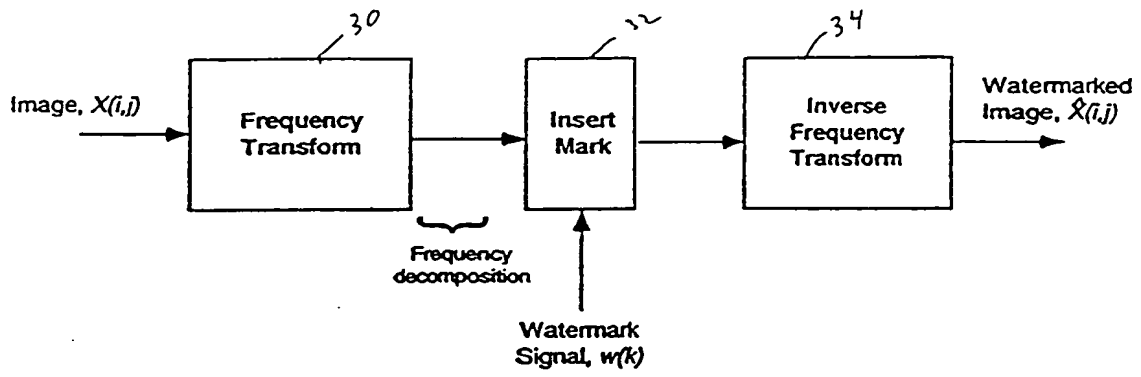 30
32
34
Image, X(i,j)
Frequency
Transform
Insert
Mark
Inverse
Frequency
Transform
Watermarked
Image, X̂(i,j)
Frequency
decomposition
Watermark
Signal, w(k)